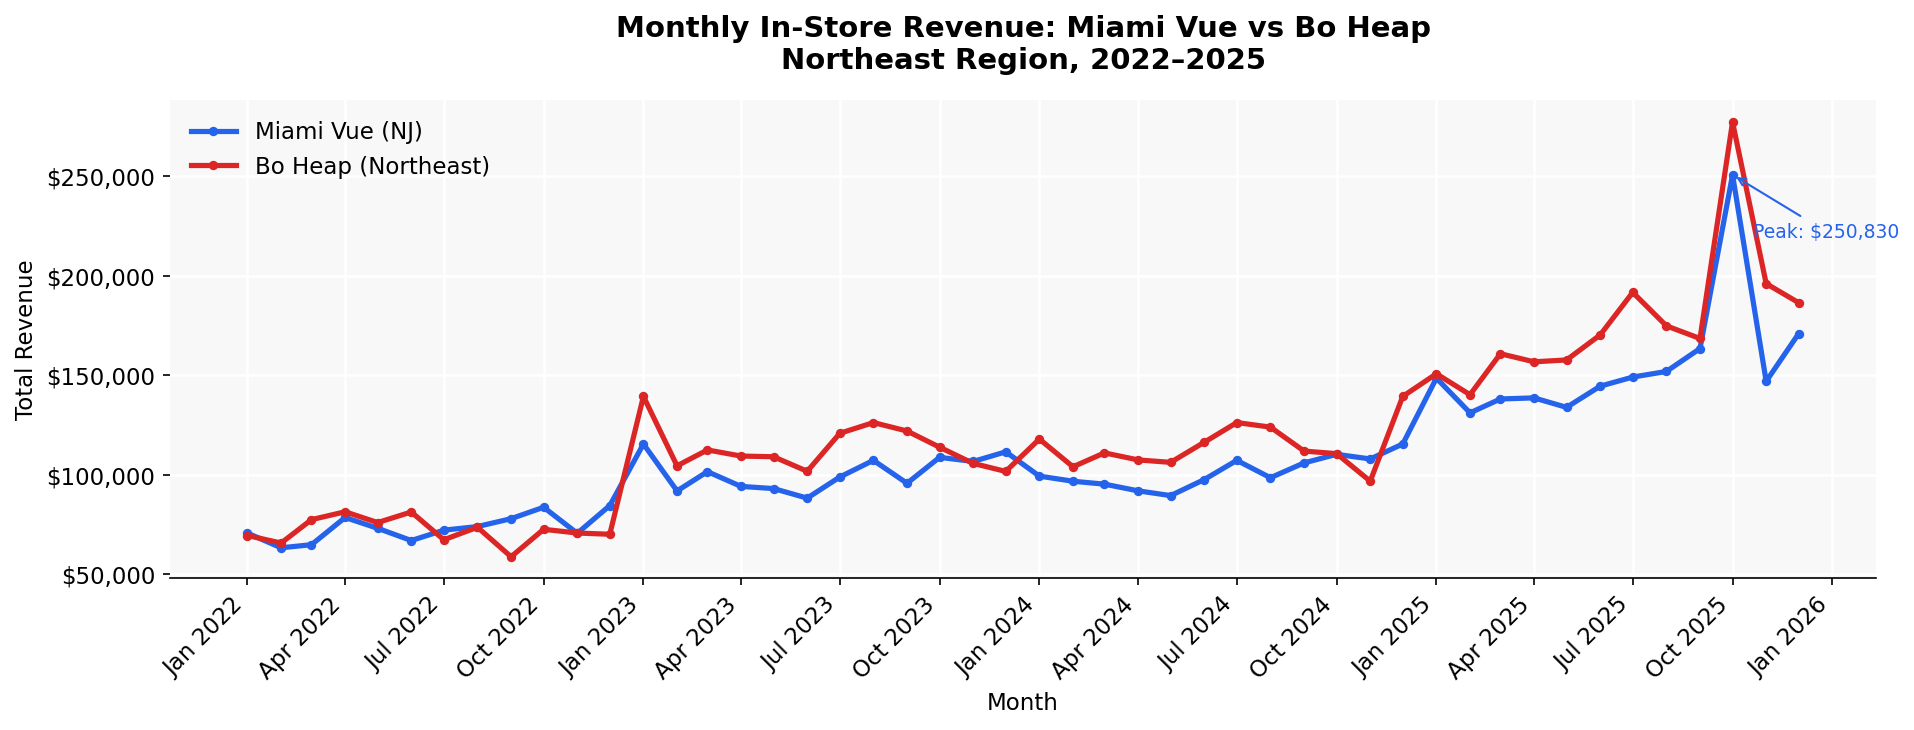 Monthly In-Store Revenue: Miami Vue vs Bo Heap
Northeast Region, 2022–2025
Miami Vue (NJ)
Bo Heap (Northeast)
$250,000
$200,000
$150,000
$100,000
$50,000
Total Revenue
Peak: $250,830
Jan 2022
Apr 2022
Jul 2022
Oct 2022
Jan 2023
Apr 2023
Jul 2023
Oct 2023
Jan 2024
Apr 2024
Jul 2024
Oct 2024
Jan 2025
Apr 2025
Jul 2025
Oct 2025
Jan 2026
Month